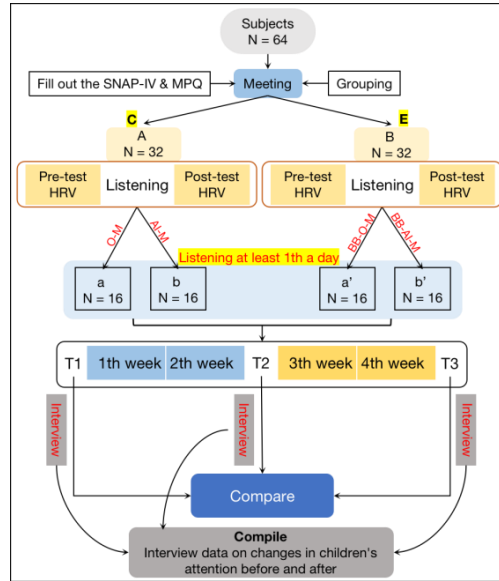 Subjects
N = 64
Fill out the SNAP-IV & MPQ
Meeting
Grouping
C
E
A
N = 32
B
N = 32
Pre-test
HRV
Listening
Post-test
HRV
Pre-test
HRV
Listening
Post-test
HRV
O-M
AI-M
BB-O-M
BB-AI-M
Listening at least 1th a day
a
N = 16
b
N = 16
a’
N = 16
b’
N = 16
T1
1th week
2th week
T2
3th week
4th week
T3
Interview
Interview
Interview
Compare
Compile
Interview data on changes in children's
attention before and after